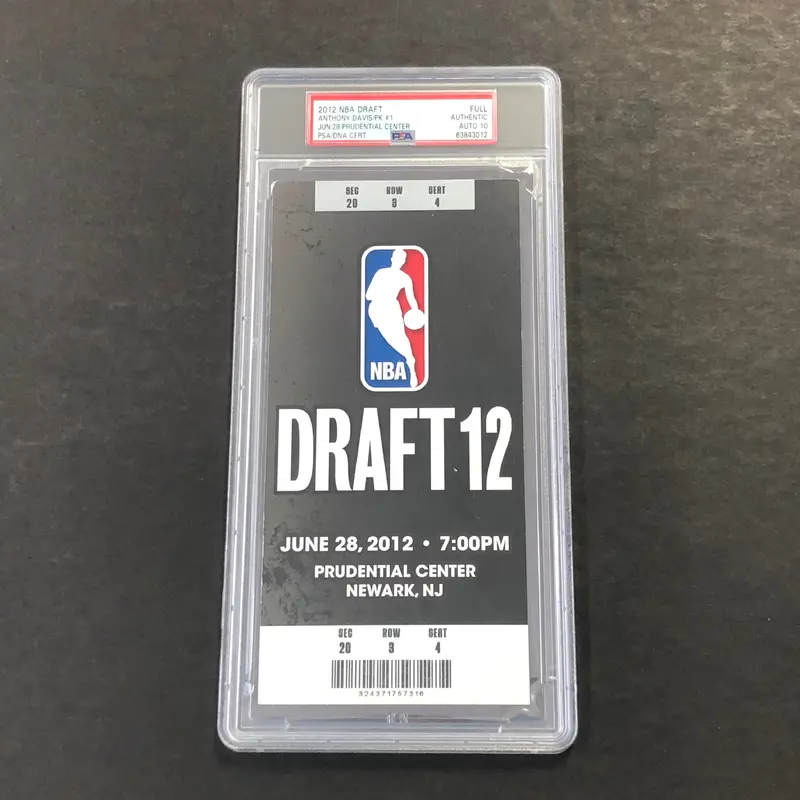 2012 NBA DRAFT FULL
ANTHONY DAVIS/PK #1 AUTHENTIC
JUN 28 PRUDENTIAL CENTER AUTO 10
PSA/DNA CERT PSA 63843012
SEC ROW SEAT
20 3 4
NBA
DRAFT 12
JUNE 28, 2012 • 7:00PM
PRUDENTIAL CENTER
NEWARK, NJ
SEC ROW SEAT
20 3 4
324371757316